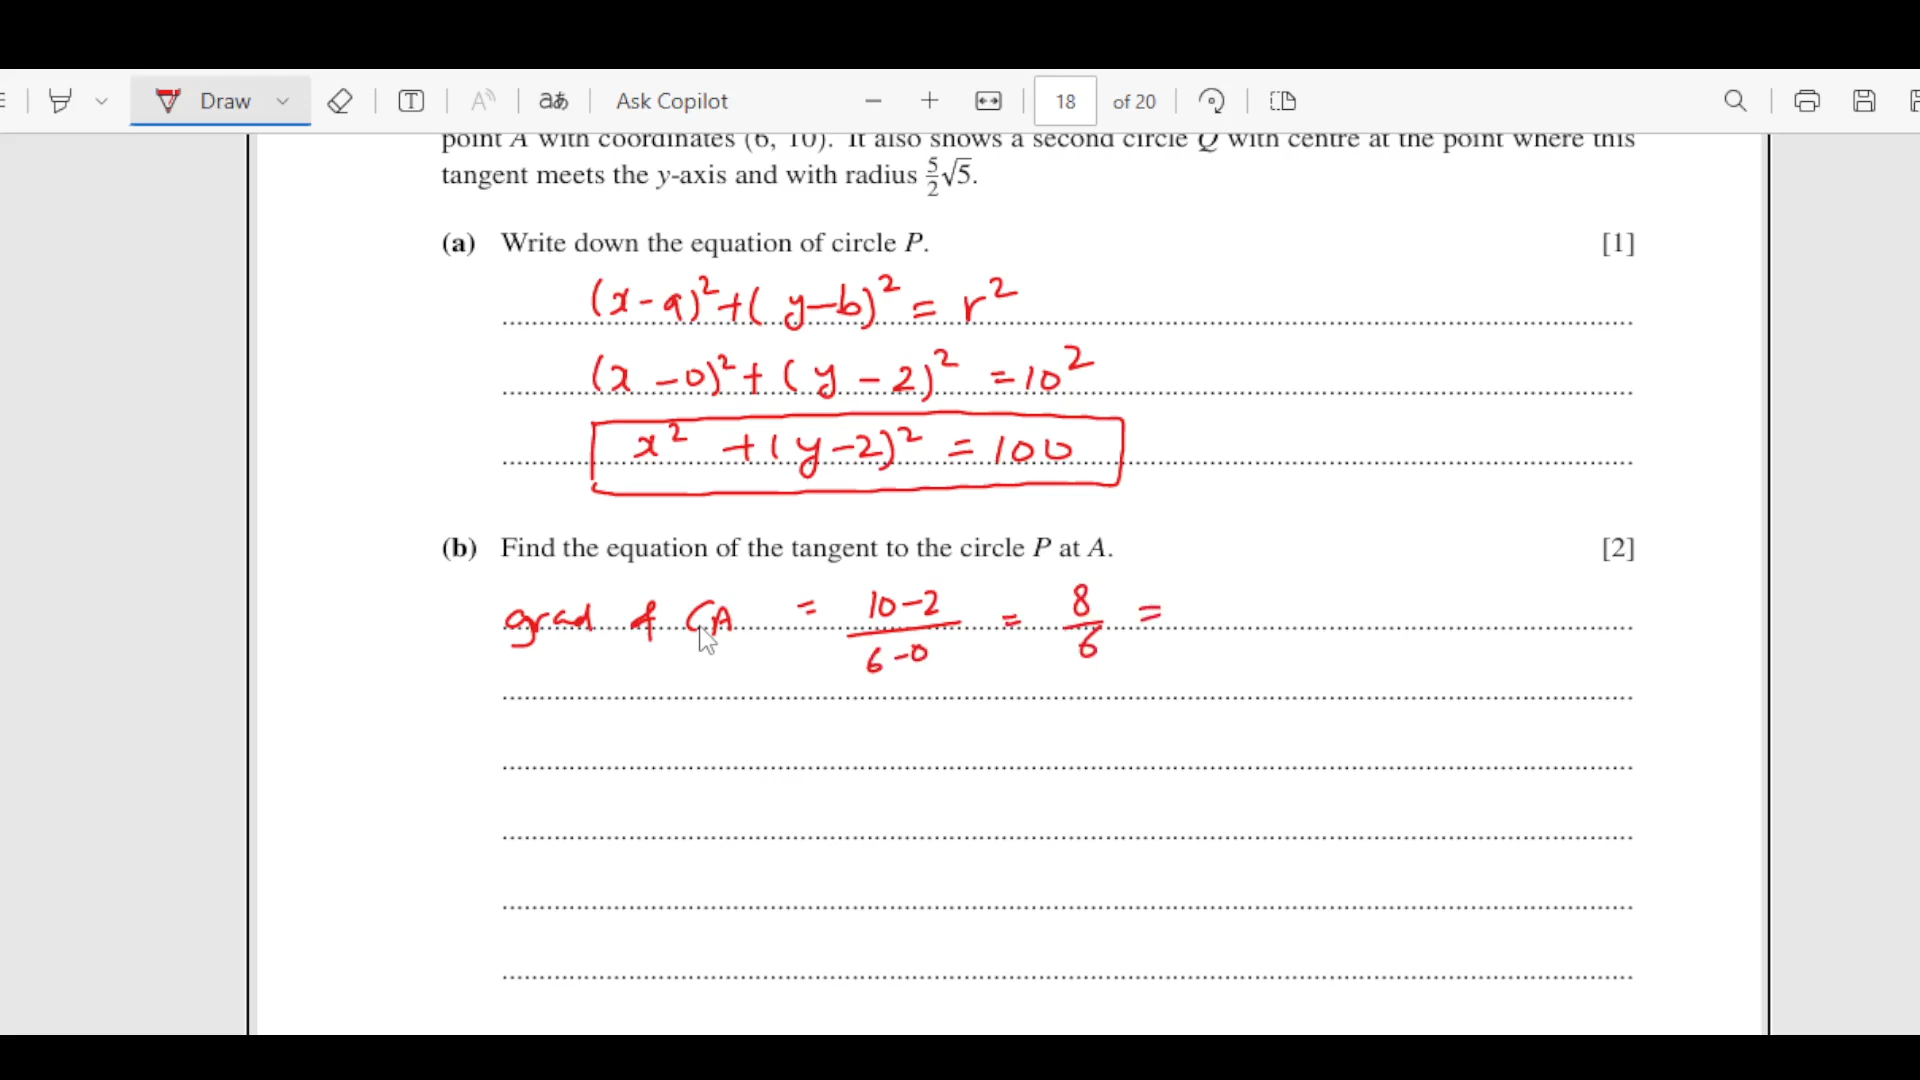 Draw aあ Ask Copilot 18 of 20
point A with coordinates (6, 10). It also shows a second circle Q with centre at the point where this
tangent meets the y-axis and with radius 5/2√5.
(a) Write down the equation of circle P. [1]
(x-a)²+(y-b)² = r²
(x-0)²+(y-2)² = 10²
x² +(y-2)² = 100
(b) Find the equation of the tangent to the circle P at A. [2]
grad of CA = 10-2/6-0 = 8/6 =